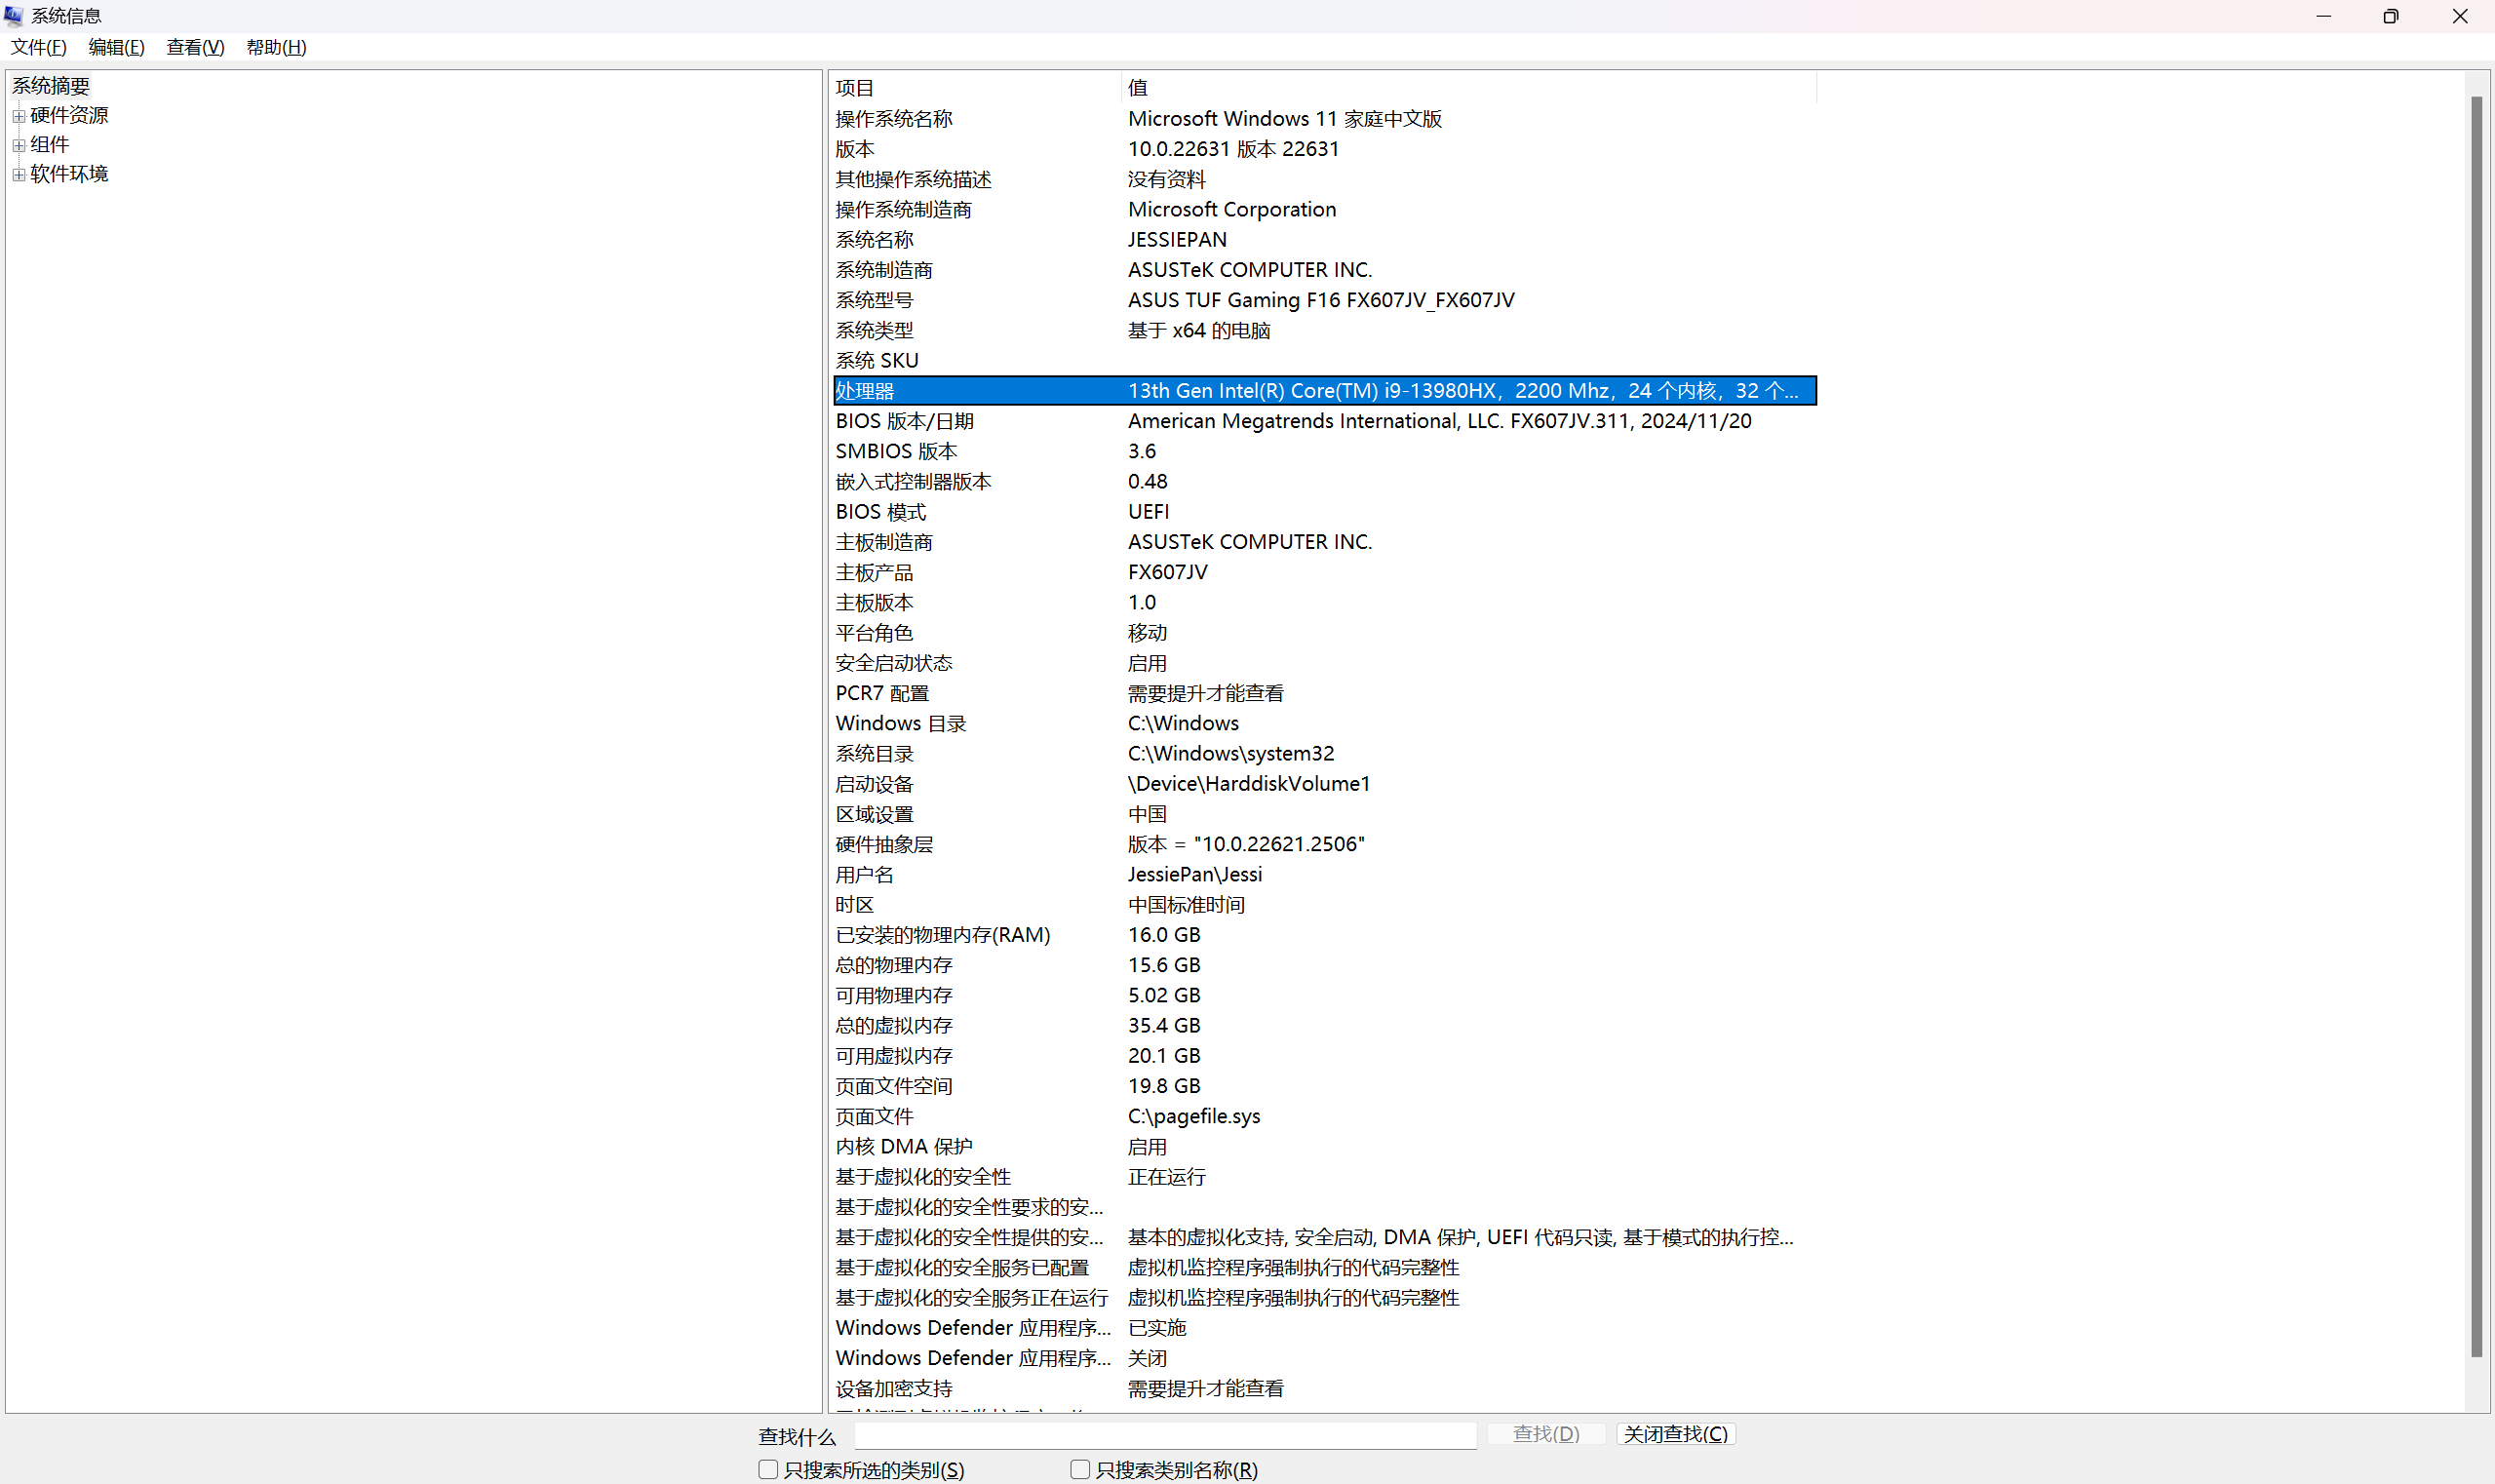 系统信息
文件(F) 编辑(E) 查看(V) 帮助(H)
系统摘要
硬件资源
组件
软件环境
项目 值
操作系统名称 Microsoft Windows 11 家庭中文版
版本 10.0.22631 版本 22631
其他操作系统描述 没有资料
操作系统制造商 Microsoft Corporation
系统名称 JESSIEPAN
系统制造商 ASUSTeK COMPUTER INC.
系统型号 ASUS TUF Gaming F16 FX607JV_FX607JV
系统类型 基于 x64 的电脑
系统 SKU
处理器 13th Gen Intel(R) Core(TM) i9-13980HX，2200 Mhz，24 个内核，32 个...
BIOS 版本/日期 American Megatrends International, LLC. FX607JV.311, 2024/11/20
SMBIOS 版本 3.6
嵌入式控制器版本 0.48
BIOS 模式 UEFI
主板制造商 ASUSTeK COMPUTER INC.
主板产品 FX607JV
主板版本 1.0
平台角色 移动
安全启动状态 启用
PCR7 配置 需要提升才能查看
Windows 目录 C:\Windows
系统目录 C:\Windows\system32
启动设备 \Device\HarddiskVolume1
区域设置 中国
硬件抽象层 版本 = "10.0.22621.2506"
用户名 JessiePan\Jessi
时区 中国标准时间
已安装的物理内存(RAM) 16.0 GB
总的物理内存 15.6 GB
可用物理内存 5.02 GB
总的虚拟内存 35.4 GB
可用虚拟内存 20.1 GB
页面文件空间 19.8 GB
页面文件 C:\pagefile.sys
内核 DMA 保护 启用
基于虚拟化的安全性 正在运行
基于虚拟化的安全性要求的安...
基于虚拟化的安全性提供的安... 基本的虚拟化支持, 安全启动, DMA 保护, UEFI 代码只读, 基于模式的执行控...
基于虚拟化的安全服务已配置 虚拟机监控程序强制执行的代码完整性
基于虚拟化的安全服务正在运行 虚拟机监控程序强制执行的代码完整性
Windows Defender 应用程序... 已实施
Windows Defender 应用程序... 关闭
设备加密支持 需要提升才能查看
查找什么 查找(D) 关闭查找(C)
只搜索所选的类别(S) 只搜索类别名称(R)